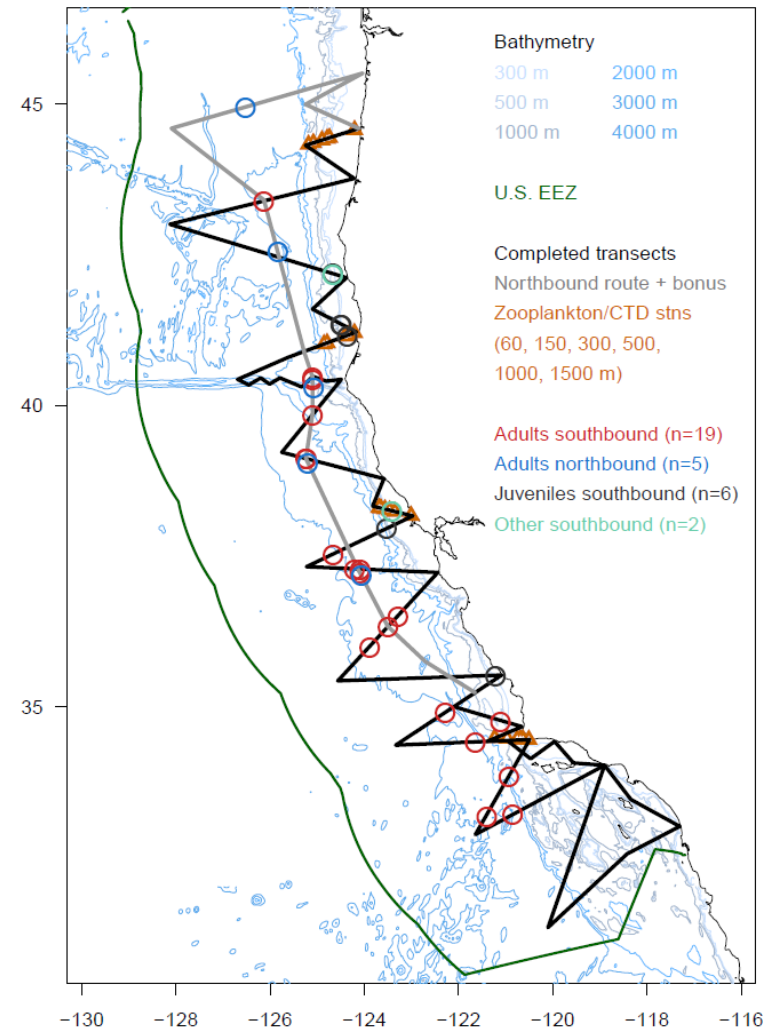 Bathymetry
300 m 2000 m
500 m 3000 m
1000 m 4000 m
U.S. EEZ
Completed transects
Northbound route + bonus
Zooplankton/CTD stns
(60, 150, 300, 500,
1000, 1500 m)
Adults southbound (n=19)
Adults northbound (n=5)
Juveniles southbound (n=6)
Other southbound (n=2)
45
40
35
−130 −128 −126 −124 −122 −120 −118 −116